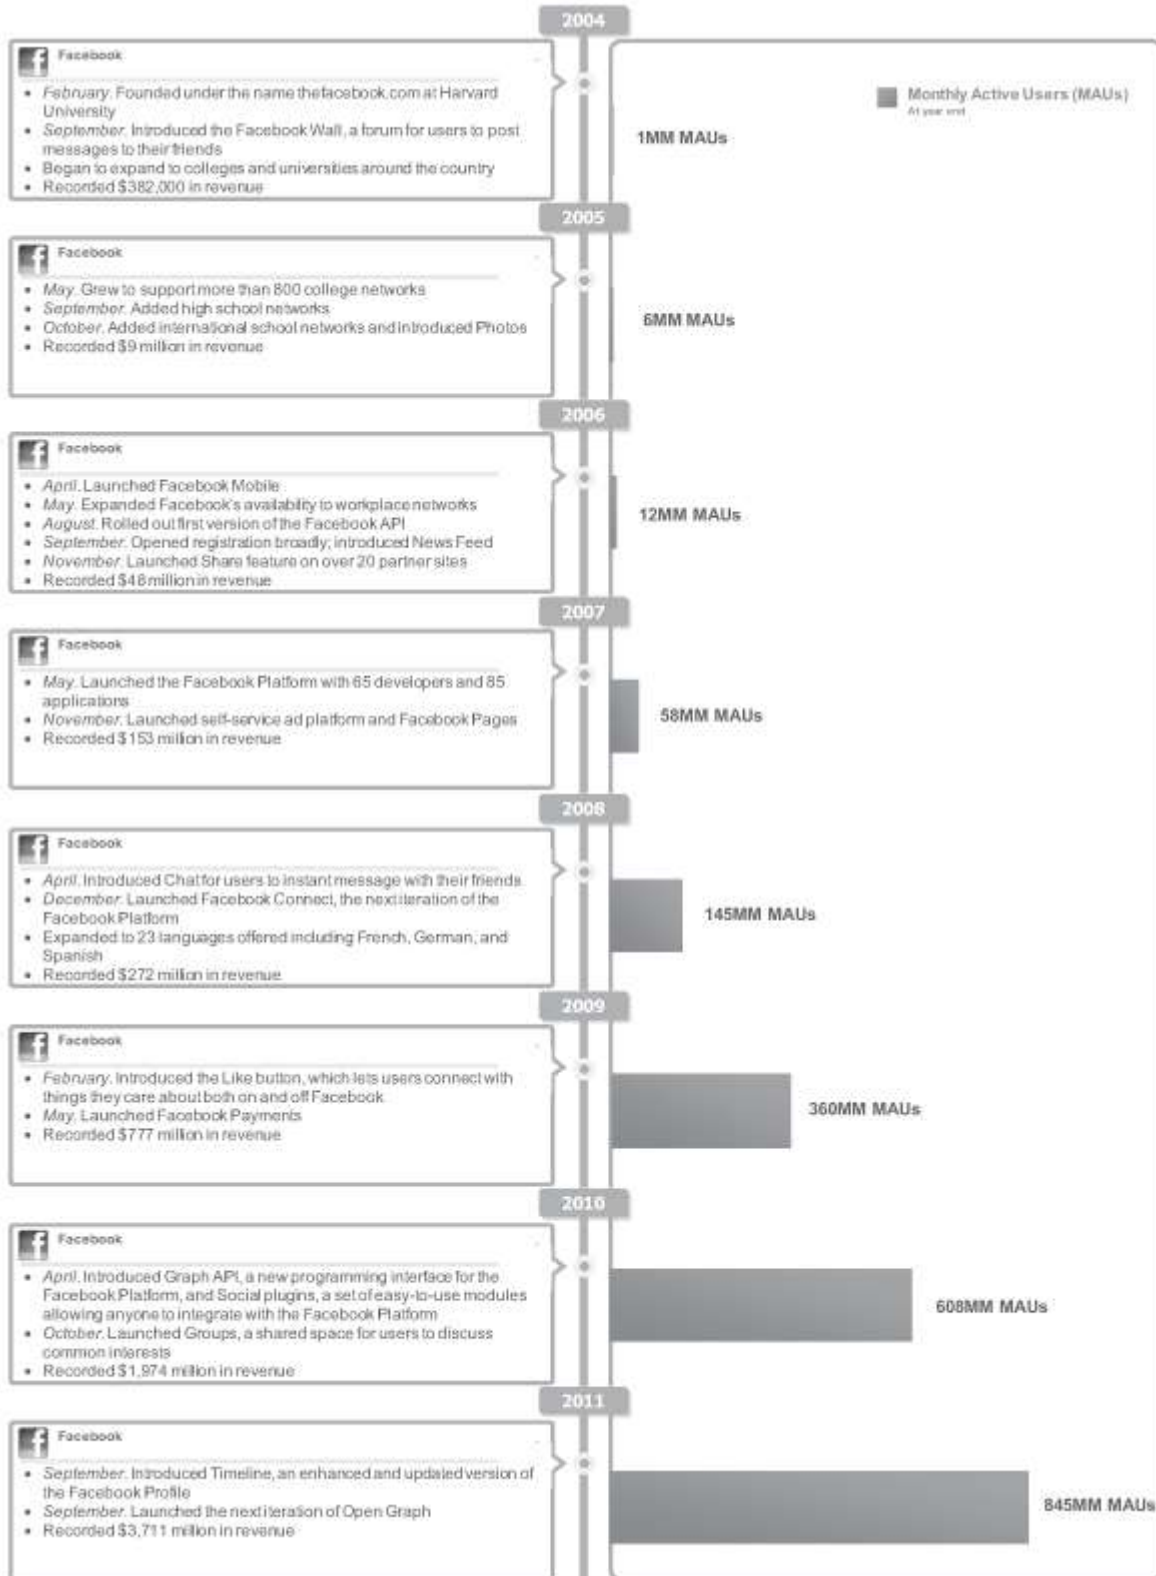 2004
Facebook
• February. Founded under the name thefacebook.com at Harvard
University
• September. Introduced the Facebook Wall, a forum for users to post
messages to their friends
• Began to expand to colleges and universities around the country
• Recorded $382,000 in revenue
Monthly Active Users (MAUs)
At year end
1MM MAUs
2005
Facebook
• May. Grew to support more than 800 college networks
• September. Added high school networks
• October. Added international school networks and introduced Photos
• Recorded $9 million in revenue
6MM MAUs
2006
Facebook
• April. Launched Facebook Mobile
• May. Expanded Facebook's availability to workplace networks
• August. Rolled out first version of the Facebook API
• September. Opened registration broadly; introduced News Feed
• November. Launched Share feature on over 20 partner sites
• Recorded $48 million in revenue
12MM MAUs
2007
Facebook
• May. Launched the Facebook Platform with 65 developers and 85
applications
• November. Launched self-service ad platform and Facebook Pages
• Recorded $153 million in revenue
58MM MAUs
2008
Facebook
• April. Introduced Chat for users to instant message with their friends
• December. Launched Facebook Connect, the next iteration of the
Facebook Platform
• Expanded to 23 languages offered including French, German, and
Spanish
• Recorded $272 million in revenue
145MM MAUs
2009
Facebook
• February. Introduced the Like button, which lets users connect with
things they care about both on and off Facebook
• May. Launched Facebook Payments
• Recorded $777 million in revenue
360MM MAUs
2010
Facebook
• April. Introduced Graph API, a new programming interface for the
Facebook Platform, and Social plugins, a set of easy-to-use modules
allowing anyone to integrate with the Facebook Platform
• October. Launched Groups, a shared space for users to discuss
common interests
• Recorded $1,974 million in revenue
608MM MAUs
2011
Facebook
• September. Introduced Timeline, an enhanced and updated version of
the Facebook Profile
• September. Launched the next iteration of Open Graph
• Recorded $3,711 million in revenue
845MM MAUs